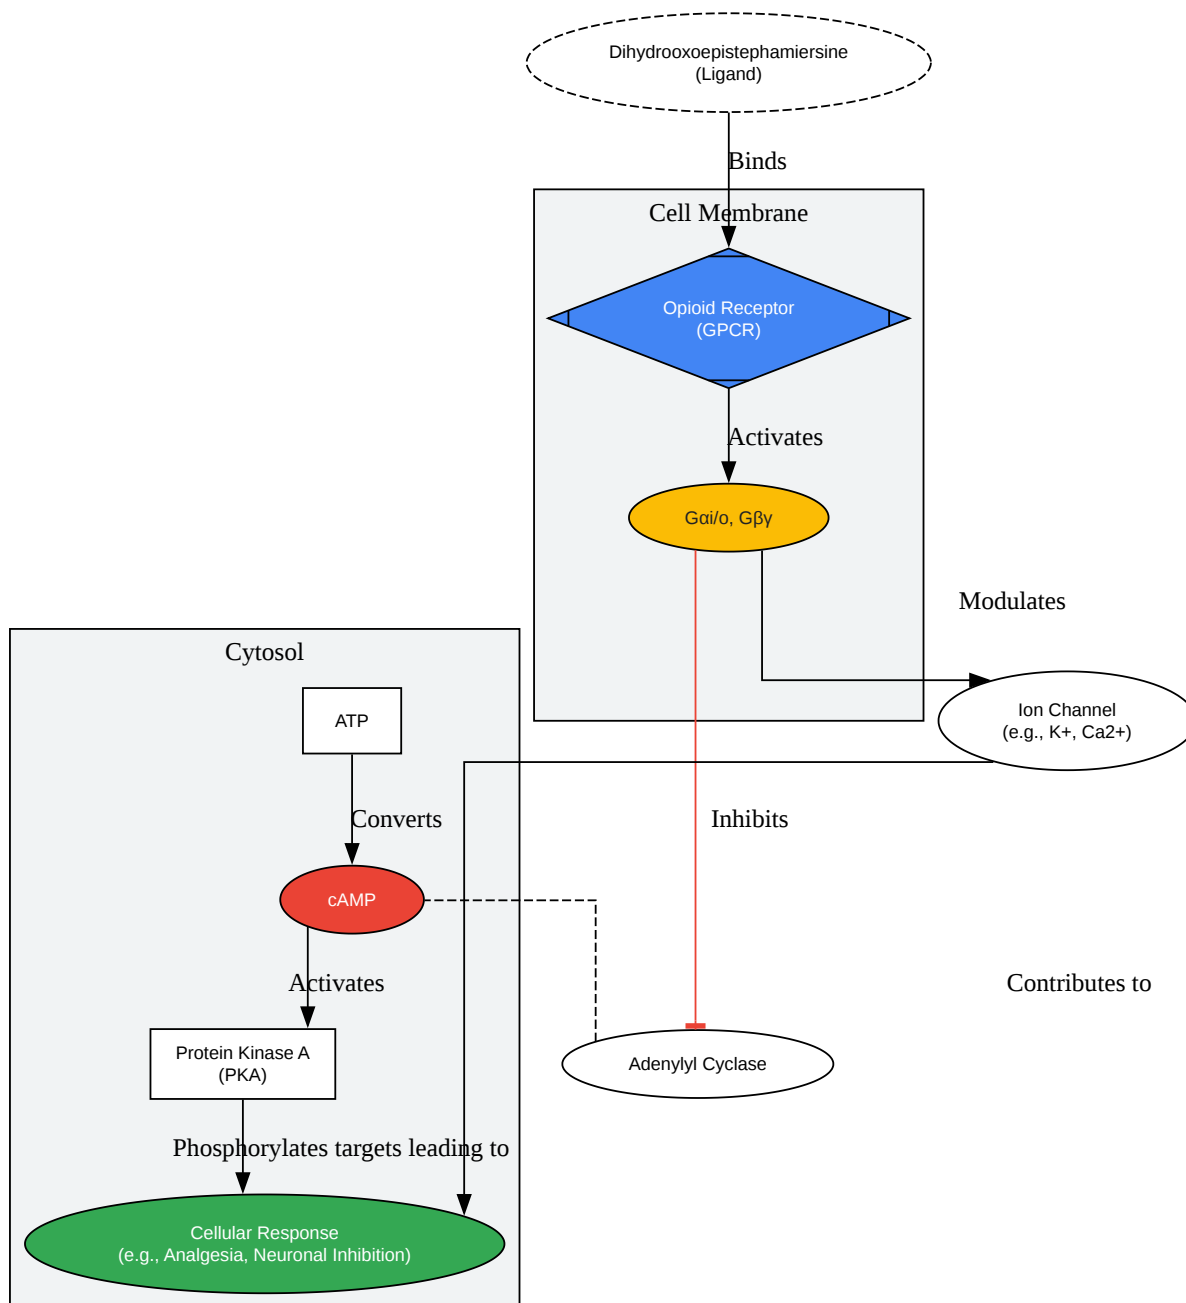 Dihydrooxoepistephamiersine
(Ligand)
Binds
Cell Membrane
Opioid Receptor
(GPCR)
Activates
Gαi/o, Gβγ
Modulates
Cytosol
ATP
Ion Channel
(e.g., K+, Ca2+)
Converts
Inhibits
cAMP
Activates
Contributes to
Protein Kinase A
(PKA)
Adenylyl Cyclase
Phosphorylates targets leading to
Cellular Response
(e.g., Analgesia, Neuronal Inhibition)